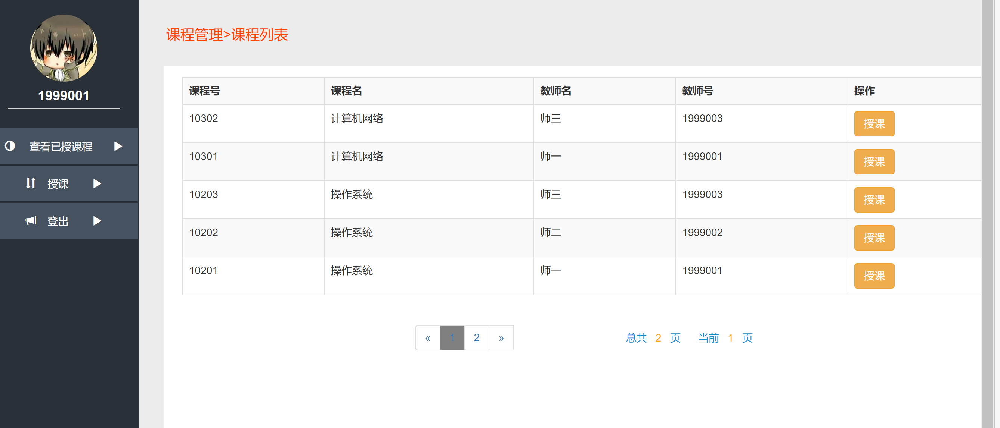 1999001
查看已授课程
授课
登出
课程管理>课程列表
课程号 课程名 教师名 教师号 操作
10302 计算机网络 师三 1999003 授课
10301 计算机网络 师一 1999001 授课
10203 操作系统 师三 1999003 授课
10202 操作系统 师二 1999002 授课
10201 操作系统 师一 1999001 授课
« 1 2 » 总共 2 页 当前 1 页